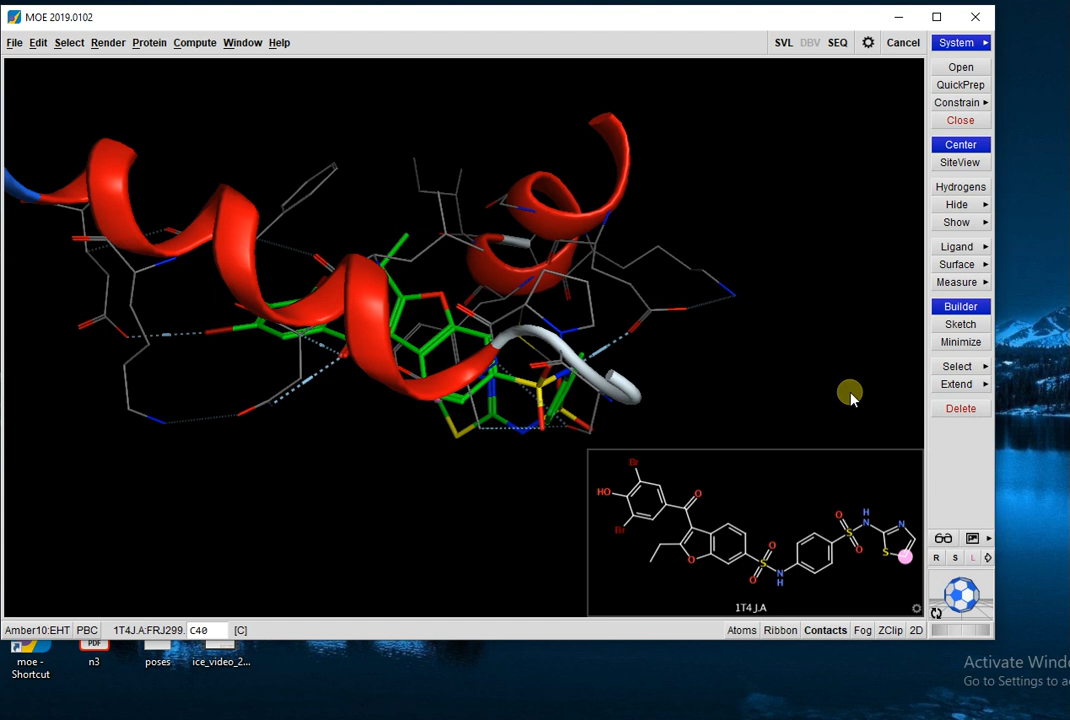 MOE 2019.0102
File Edit Select Render Protein Compute Window Help
SVL DBV SEQ Cancel
System
Open
QuickPrep
Constrain
Close
Center
SiteView
Hydrogens
Hide
Show
Ligand
Surface
Measure
Builder
Sketch
Minimize
Select
Extend
Delete
R S L
Br
HO
Br
O
O
O
S
O
N
H
O
S
O
H
N
N
S
1T4J.A
Amber10:EHT PBC 1T4J.A:FRJ299. C40 [C]
Atoms Ribbon Contacts Fog ZClip 2D
moe -
Shortcut
PDF
n3
poses
ice_video_2...
Activate Windo
Go to Settings to a